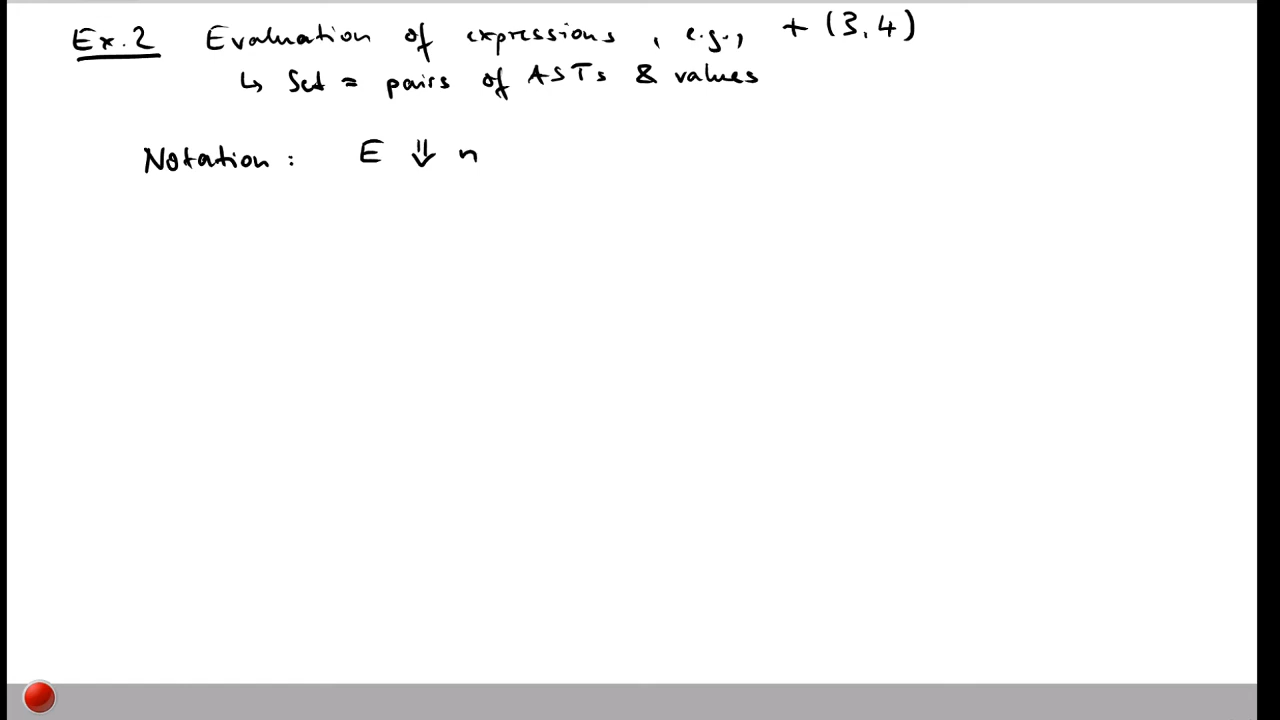 Ex. 2 Evaluation of expressions, e.g., + (3, 4)
↳ Set = pairs of ASTs & values
Notation: E ⇓ n